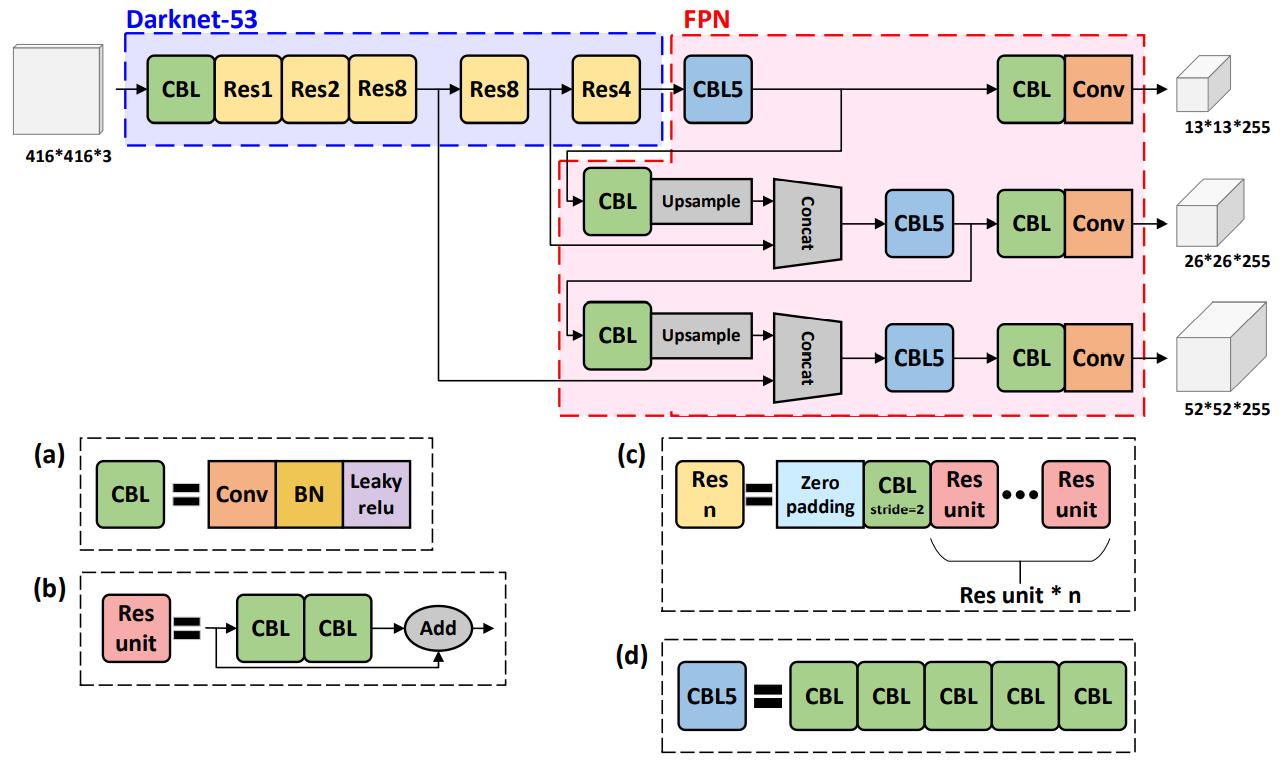 Darknet-53
FPN
CBL
Res1
Res2
Res8
Res8
Res4
CBL5
CBL
Conv
416*416*3
13*13*255
CBL
Upsample
Concat
CBL5
CBL
Conv
26*26*255
CBL
Upsample
Concat
CBL5
CBL
Conv
52*52*255
(a)
CBL
=
Conv
BN
Leaky
relu
(b)
Res
unit
=
CBL
CBL
Add
(c)
Res
n
=
Zero
padding
CBL
stride=2
Res
unit
•••
Res
unit
Res unit * n
(d)
CBL5
=
CBL
CBL
CBL
CBL
CBL